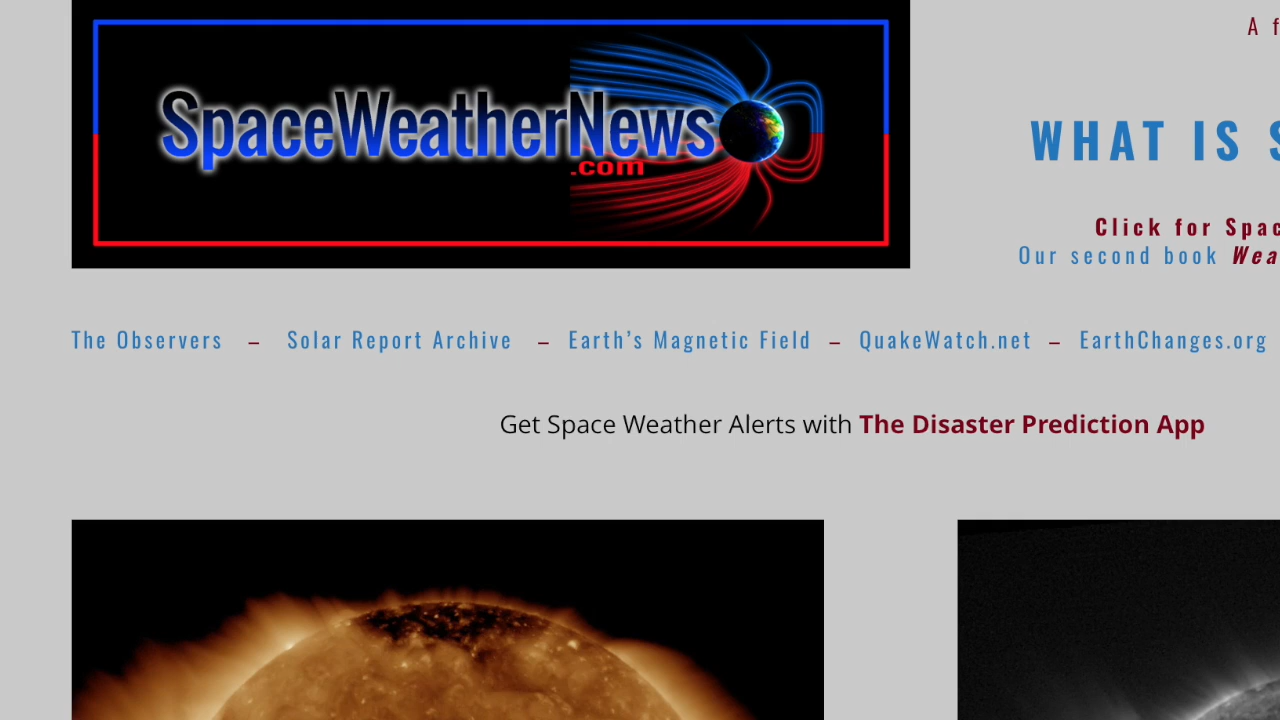 A
SpaceWeatherNews
.com
WHAT IS
Click for
Our second book
The Observers – Solar Report Archive – Earth’s Magnetic Field – QuakeWatch.net – EarthChanges.org
Get Space Weather Alerts with The Disaster Prediction App